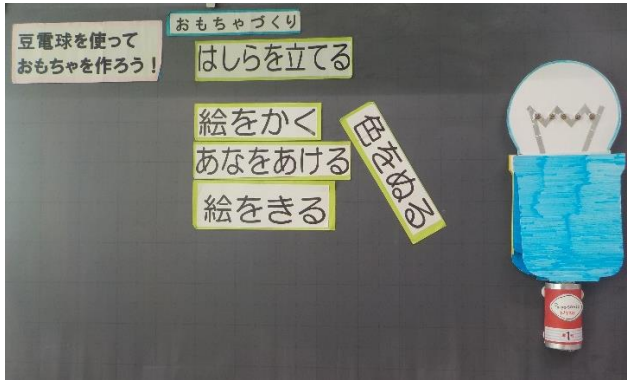 豆電球を使って
おもちゃを作ろう！
おもちゃづくり
はしらを立てる
絵をかく
あなをあける
絵をきる
色をぬる